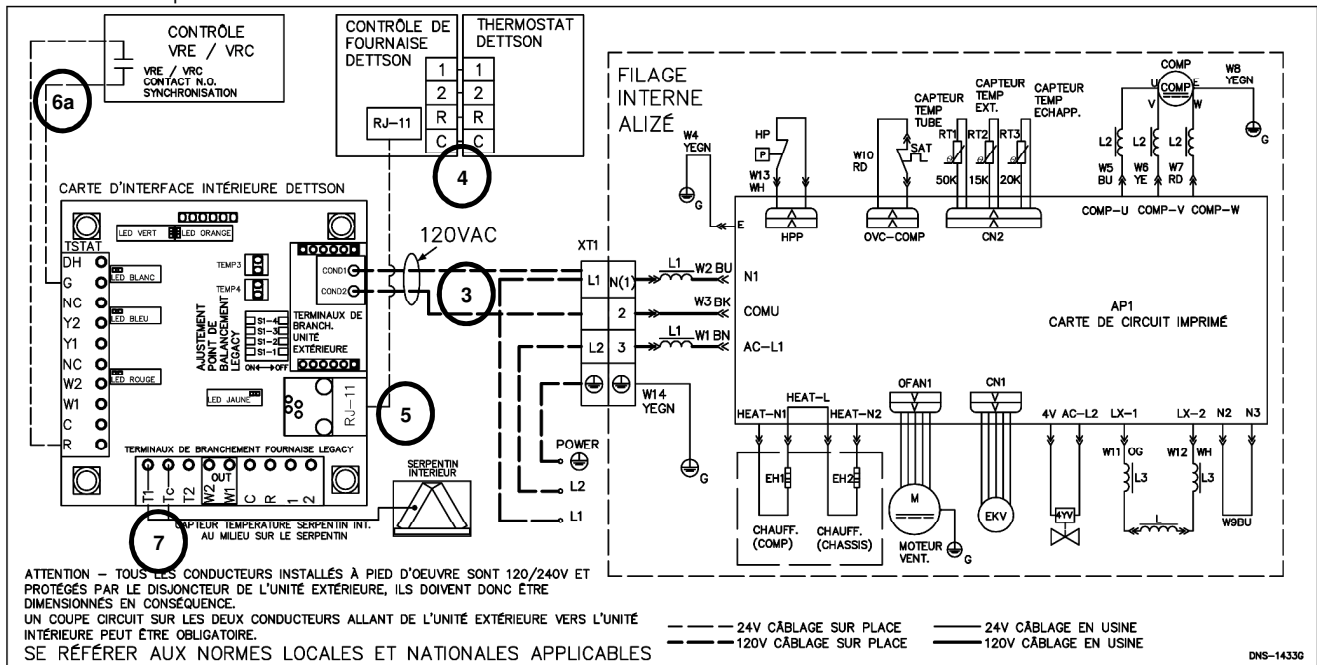 CONTRÔLE
VRE / VRC
VRE / VRC
CONTACT N.O.
SYNCHRONISATION
6a
CONTRÔLE DE
FOURNAISE
DETTSON
RJ-11
1
2
R
C
THERMOSTAT
DETTSON
1
2
R
C
4
CARTE D'INTERFACE INTÉRIEURE DETTSON
TSTAT
DH
G
NC
Y2
Y1
NC
W2
W1
C
R
LED VERT
LED ORANGE
LED BLANC
LED BLEU
LED ROUGE
LED JAUNE
TEMP3
TEMP4
AJUSTEMENT
POINT DE
BALANCEMENT
LEGACY
S1-4
S1-3
S1-2
S1-1
ON
OFF
COND1
COND2
TERMINAUX DE
BRANCH.
UNITÉ
EXTÉRIEURE
RJ-11
5
TERMINAUX DE BRANCHEMENT FOURNAISE LEGACY
OUT
T1
Tc
T2
W2
W1
C
R
1
2
7
CAPTEUR TEMPÉRATURE SERPENTIN INT.
AU MILIEU SUR LE SERPENTIN
SERPENTIN
INTERIEUR
120VAC
3
XT1
L1
N(1)
2
L2
3
POWER
L2
L1
FILAGE
INTERNE
ALIZÉ
W4
YEGN
G
E
HP
P
W13
WH
HPP
W10
RD
SAT
OVC-COMP
CAPTEUR
TEMP
TUBE
CAPTEUR
TEMP
EXT.
CAPTEUR
TEMP
ECHAPP.
RT1
RT2
RT3
50K
15K
20K
CN2
COMP
COMP
U
E
V
W
W8
YEGN
G
L2
L2
L2
W5
BU
W6
YE
W7
RD
COMP-U
COMP-V
COMP-W
L1
W2 BU
N1
W3 BK
COMU
L1
W1 BN
AC-L1
W14
YEGN
G
AP1
CARTE DE CIRCUIT IMPRIMÉ
HEAT-N1
HEAT-L
HEAT-N2
EH1
EH2
CHAUFF.
(COMP)
CHAUFF.
(CHASSIS)
OFAN1
M
MOTEUR
VENT.
G
CN1
EKV
4V
AC-L2
LX-1
LX-2
N2
N3
4YV
W11
OG
L3
W12
WH
L3
L
W9BU
ATTENTION – TOUS LES CONDUCTEURS INSTALLÉS À PIED D'OEUVRE SONT 120/240V ET
PROTÉGÉS PAR LE DISJONCTEUR DE L'UNITÉ EXTÉRIEURE, ILS DOIVENT DONC ÊTRE
DIMENSIONNÉS EN CONSÉQUENCE.
UN COUPE CIRCUIT SUR LES DEUX CONDUCTEURS ALLANT DE L'UNITÉ EXTÉRIEURE VERS L'UNITÉ
INTÉRIEURE PEUT ÊTRE OBLIGATOIRE.
SE RÉFÉRER AUX NORMES LOCALES ET NATIONALES APPLICABLES
24V CÂBLAGE SUR PLACE
120V CÂBLAGE SUR PLACE
24V CÂBLAGE EN USINE
120V CÂBLAGE EN USINE
DNS-1433G